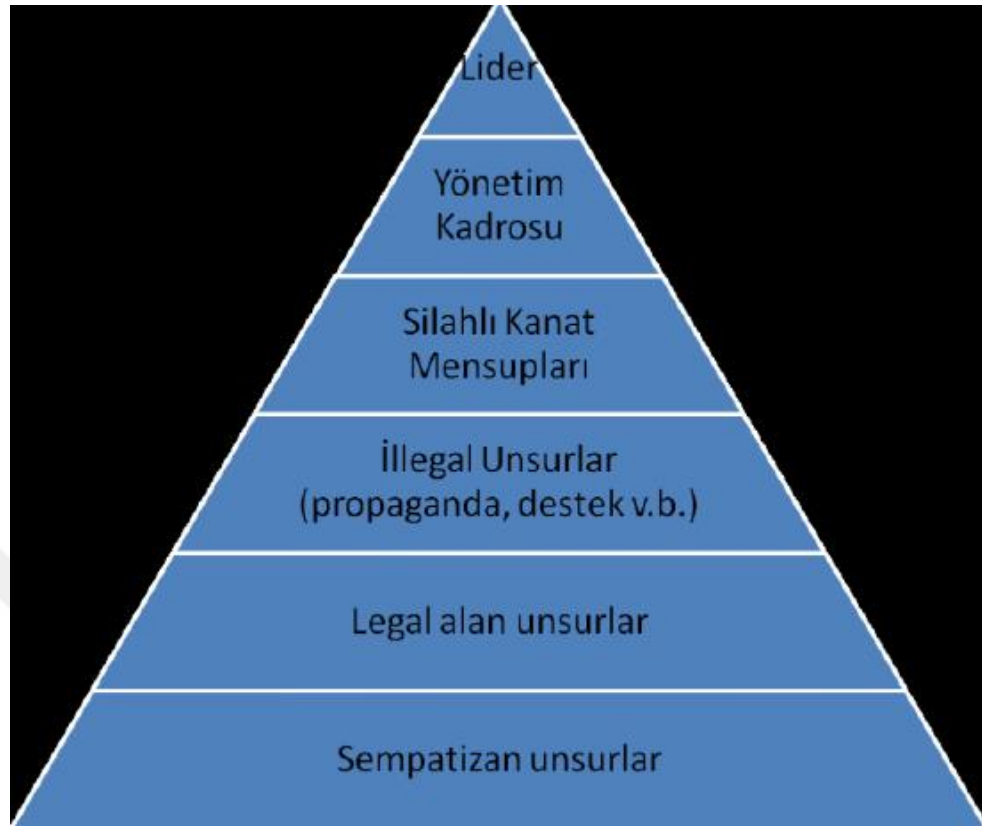 Lider
Yönetim
Kadrosu
Silahlı Kanat
Mensupları
İllegal Unsurlar
(propaganda, destek v.b.)
Legal alan unsurlar
Sempatizan unsurlar